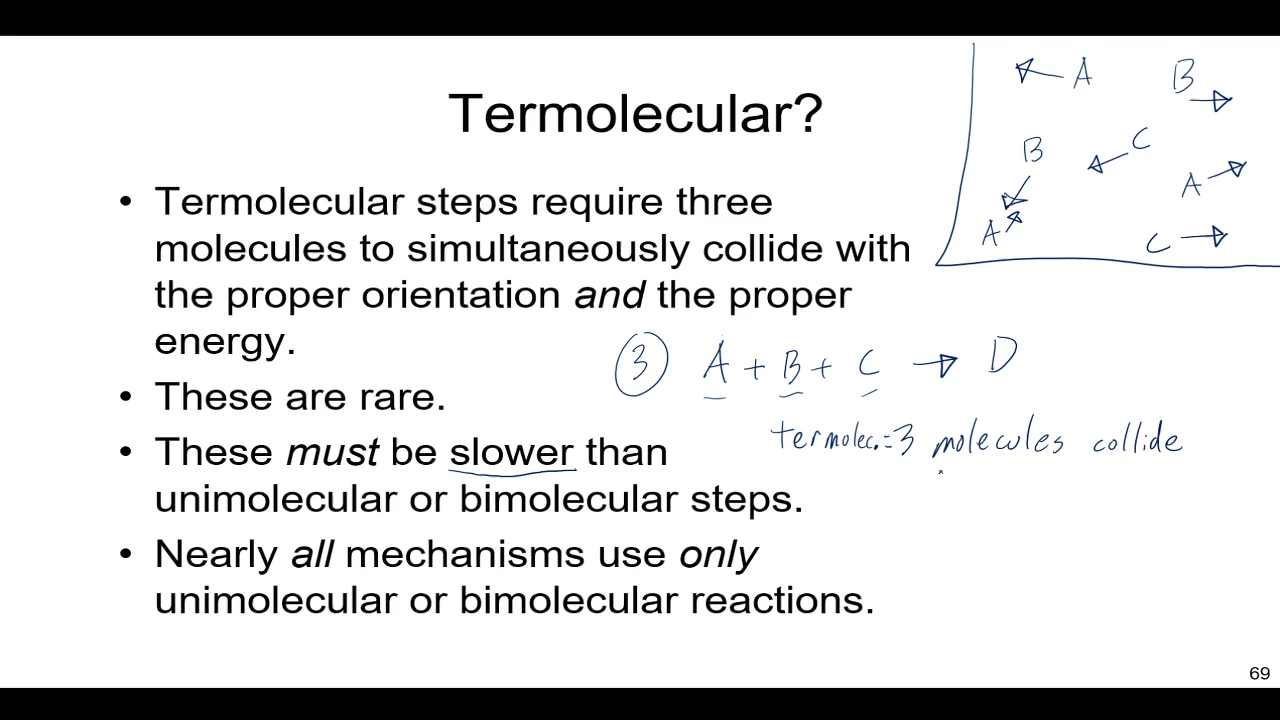 Termolecular?
A B
B C
A
A C
• Termolecular steps require three
molecules to simultaneously collide with
the proper orientation and the proper
energy.
③ A + B + C → D
• These are rare.
termolec. = 3 molecules collide
• These must be slower than
unimolecular or bimolecular steps.
• Nearly all mechanisms use only
unimolecular or bimolecular reactions.
69